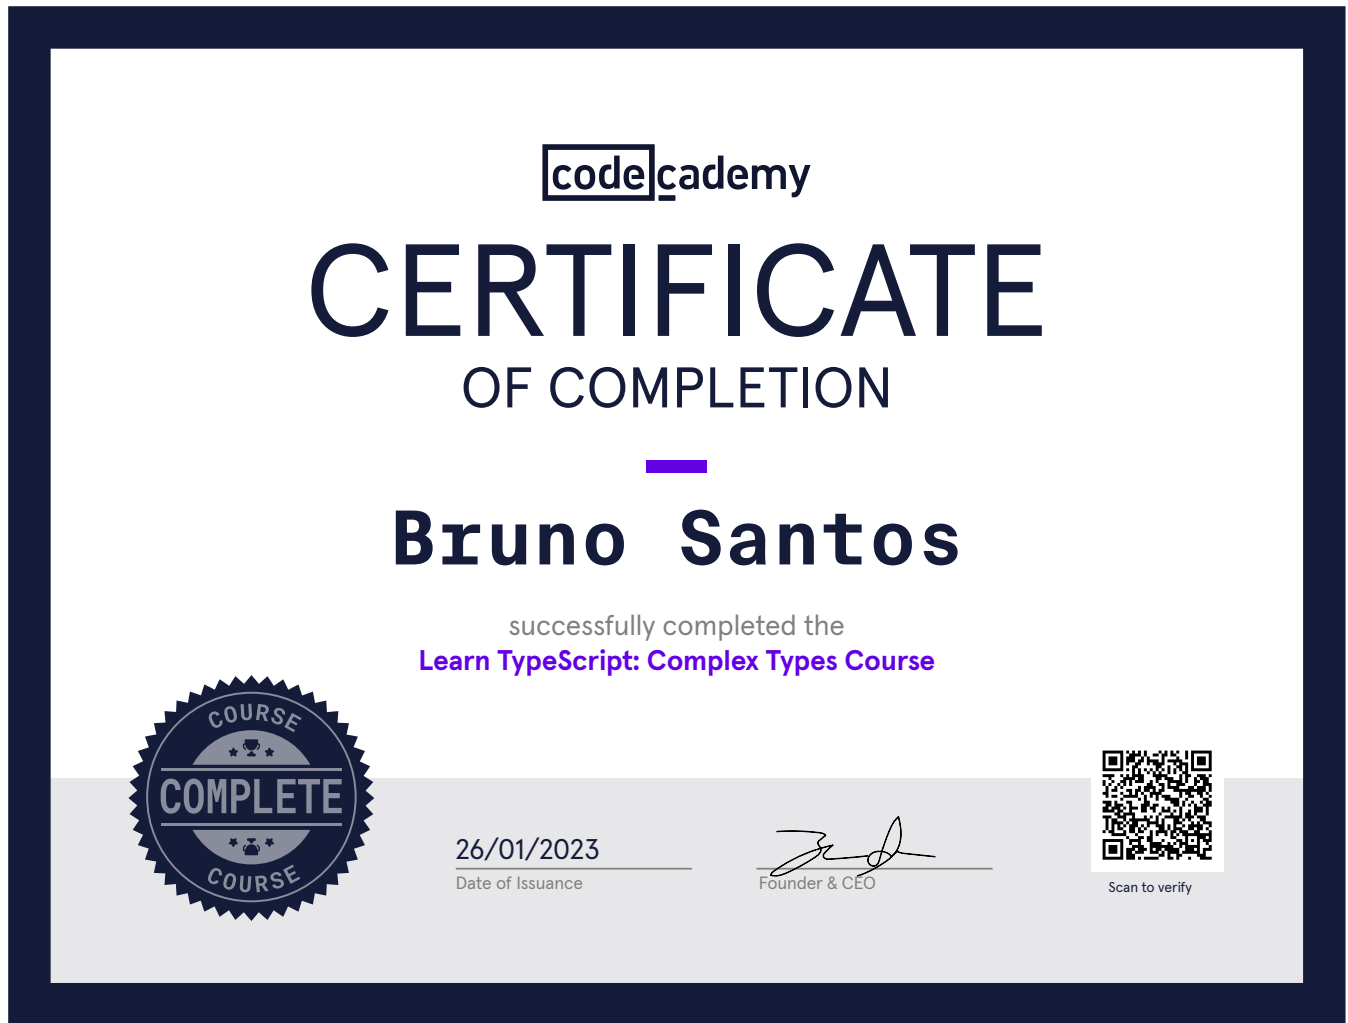 codecademy
CERTIFICATE
OF COMPLETION
Bruno Santos
successfully completed the
Learn TypeScript: Complex Types Course
COURSE
COMPLETE
COURSE
26/01/2023
Date of Issuance
Founder & CEO
Scan to verify